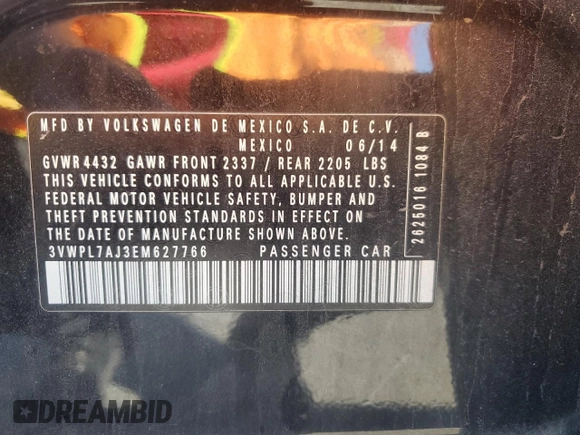 MFD BY VOLKSWAGEN DE MEXICO S.A. DE C.V.
MEXICO 06/14
GVWR 4432 GAWR FRONT 2337 / REAR 2205 LBS
THIS VEHICLE CONFORMS TO ALL APPLICABLE U.S.
FEDERAL MOTOR VEHICLE SAFETY, BUMPER AND
THEFT PREVENTION STANDARDS IN EFFECT ON
THE DATE OF MANUFACTURE SHOWN ABOVE.
3VWPL7AJ3EM627766 PASSENGER CAR
2625016 1084 B
DREAMBID